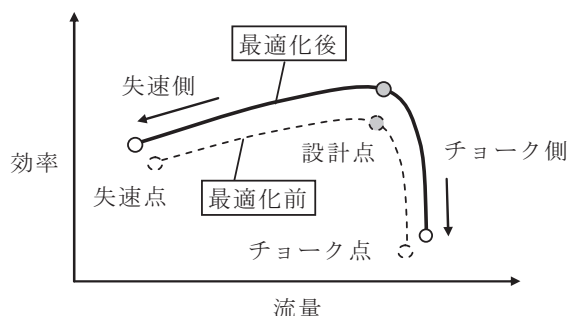 最適化後
失速側
効率
設計点
チョーク側
失速点
最適化前
チョーク点
流量